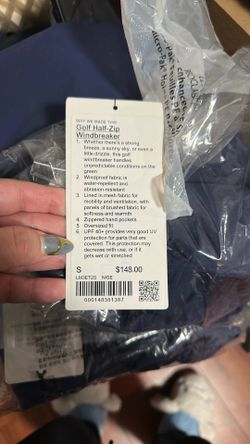 WHY WE MADE THIS
Golf Half-Zip
Windbreaker
1. Whether there's a strong
breeze, a sunny sky, or even a
little drizzle, this golf
windbreaker handles
unpredictable conditions on the
green
2. Windproof fabric in
water-repellent and
abrasion-resistant
3. Lined in mesh fabric for
mobility and ventilation, with
panels of brushed fabric for
softness and warmth
4. Zippered hand pockets
5. Oversized fit
6. UPF 40+ provides very good UV
protection for parts that are
covered. This protection may
decrease with use, or if it
gets wet or stretched
S $148.00